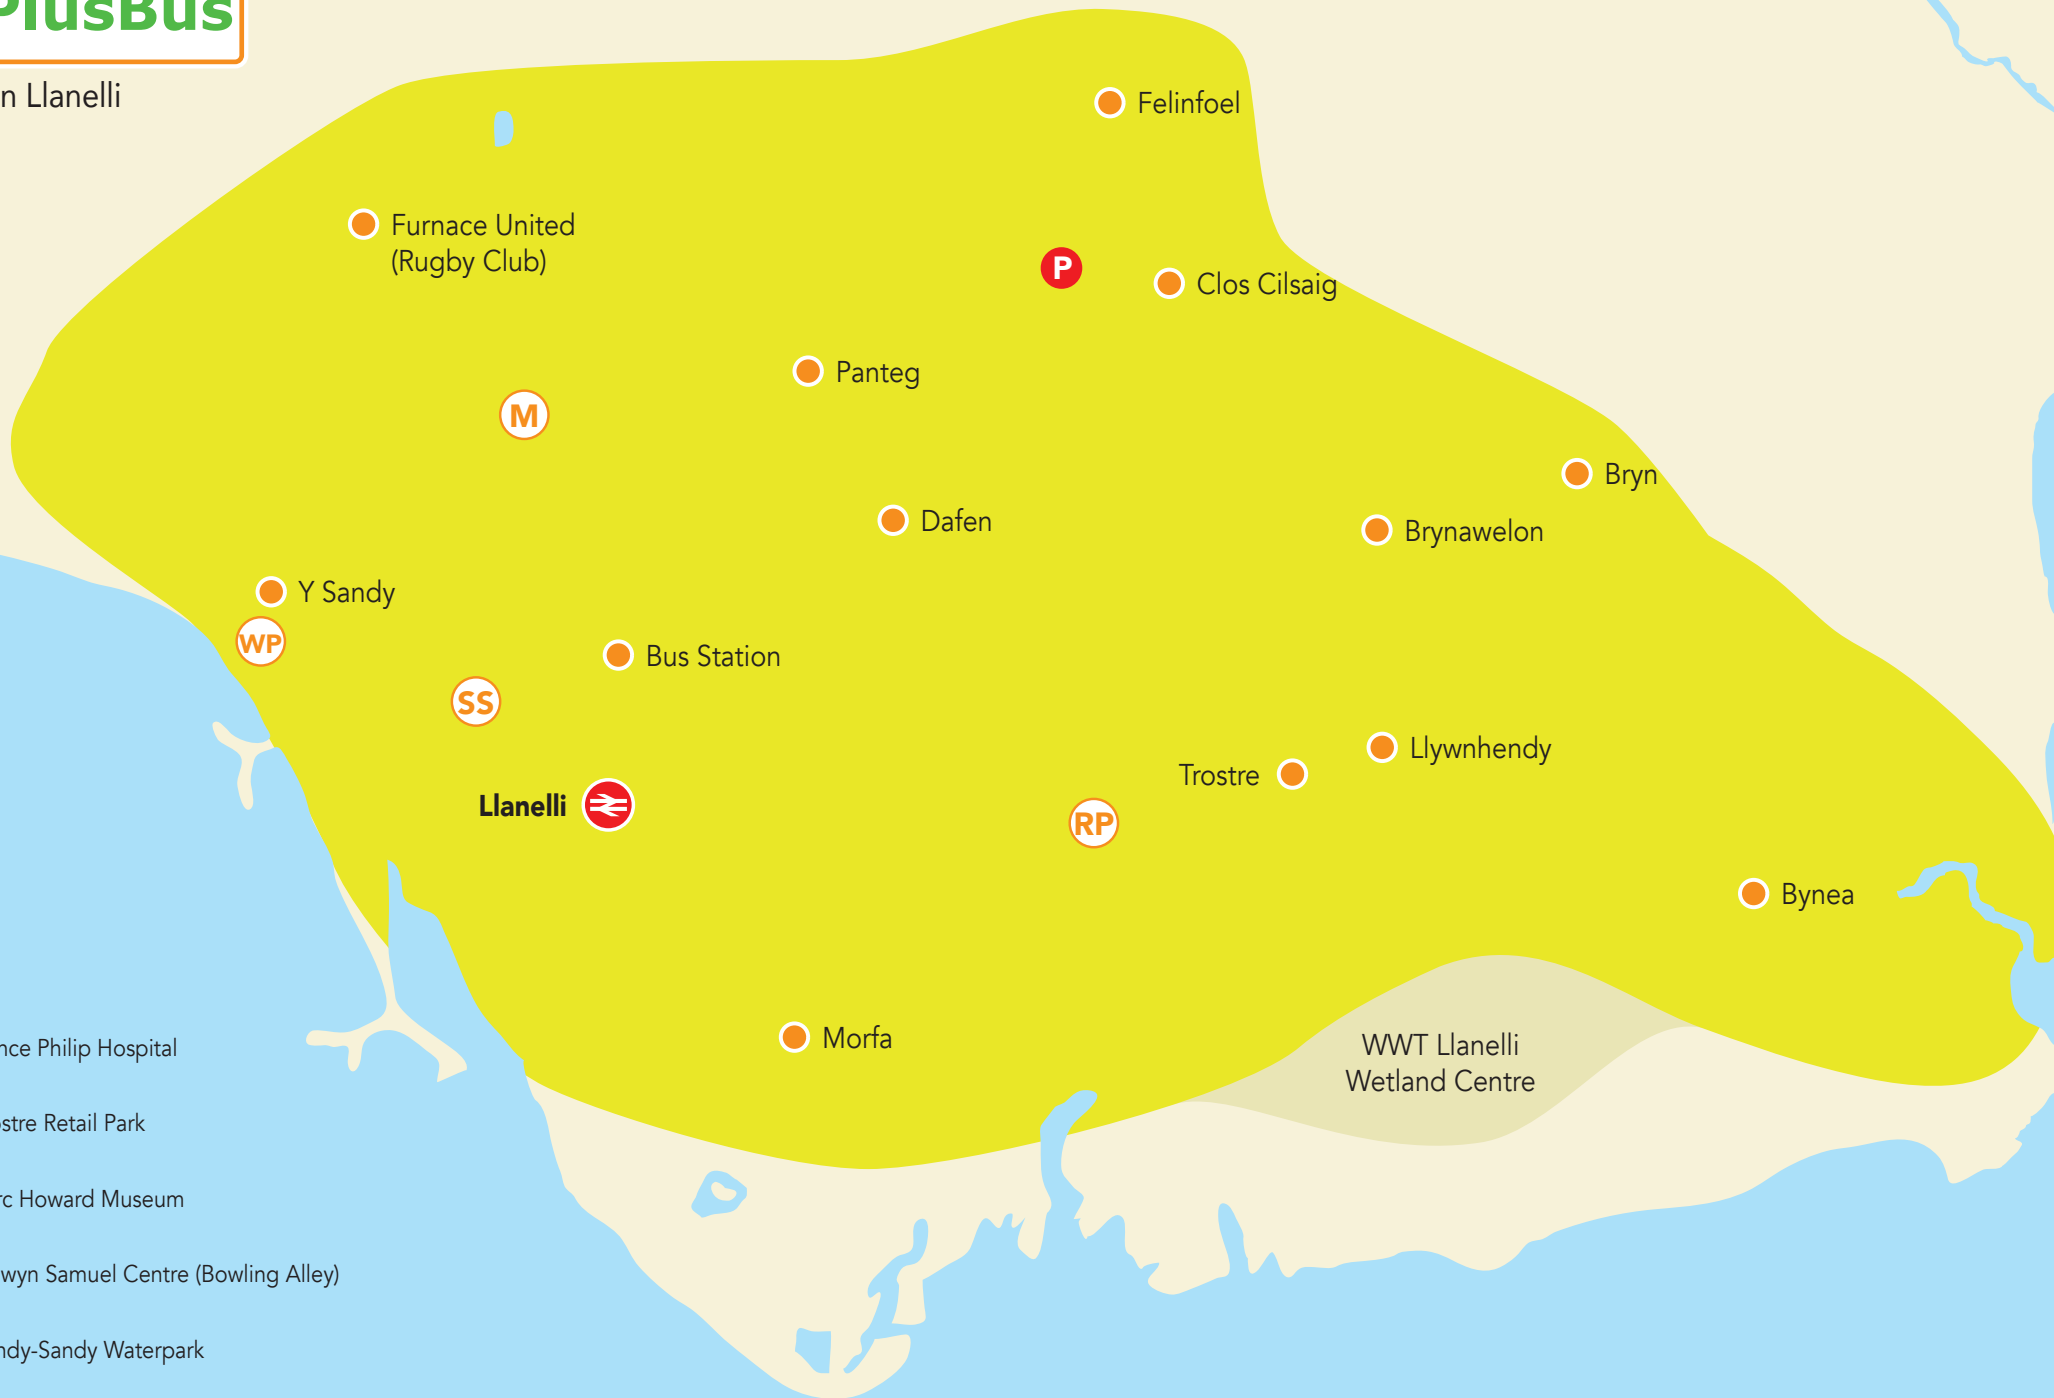 PlusBus
n Llanelli
Felinfoel
Furnace United
(Rugby Club)
P
Clos Cilsaig
Panteg
M
Bryn
Dafen
Brynawelon
Y Sandy
WP
Bus Station
SS
Llywnhendy
Trostre
Llanelli
RP
Bynea
Morfa
WWT Llanelli
Wetland Centre
nce Philip Hospital
stre Retail Park
rc Howard Museum
wyn Samuel Centre (Bowling Alley)
ndy-Sandy Waterpark